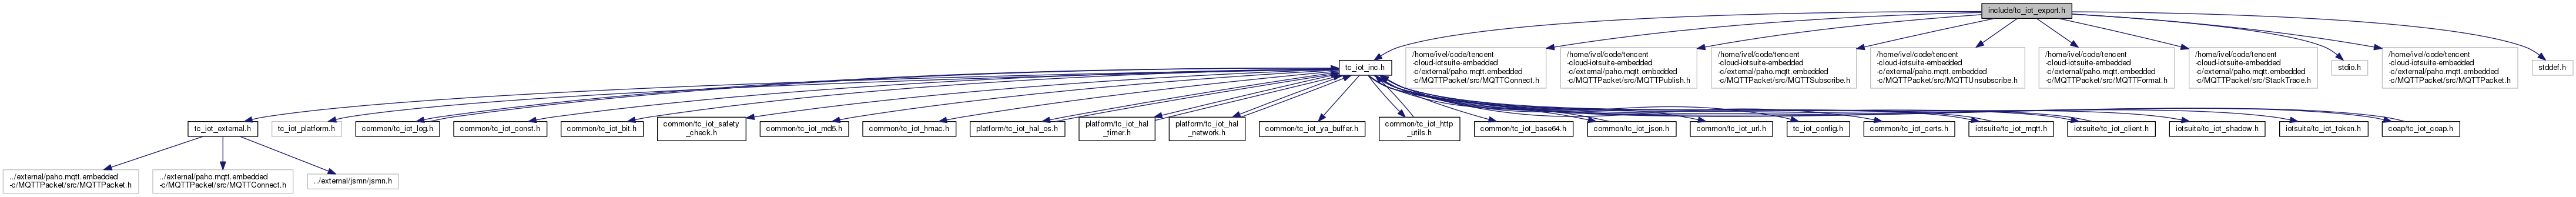 include/tc_iot_export.h
tc_iot_inc.h
/home/ivel/code/tencent
-cloud-iotsuite-embedded
-c/external/paho.mqtt.embedded
-c/MQTTPacket/src/MQTTConnect.h
/home/ivel/code/tencent
-cloud-iotsuite-embedded
-c/external/paho.mqtt.embedded
-c/MQTTPacket/src/MQTTPublish.h
/home/ivel/code/tencent
-cloud-iotsuite-embedded
-c/external/paho.mqtt.embedded
-c/MQTTPacket/src/MQTTSubscribe.h
/home/ivel/code/tencent
-cloud-iotsuite-embedded
-c/external/paho.mqtt.embedded
-c/MQTTPacket/src/MQTTUnsubscribe.h
/home/ivel/code/tencent
-cloud-iotsuite-embedded
-c/external/paho.mqtt.embedded
-c/MQTTPacket/src/MQTTFormat.h
/home/ivel/code/tencent
-cloud-iotsuite-embedded
-c/external/paho.mqtt.embedded
-c/MQTTPacket/src/StackTrace.h
stdio.h
/home/ivel/code/tencent
-cloud-iotsuite-embedded
-c/external/paho.mqtt.embedded
-c/MQTTPacket/src/MQTTPacket.h
stddef.h
tc_iot_external.h
tc_iot_platform.h
common/tc_iot_log.h
common/tc_iot_const.h
common/tc_iot_bit.h
common/tc_iot_safety
_check.h
common/tc_iot_md5.h
common/tc_iot_hmac.h
platform/tc_iot_hal_os.h
platform/tc_iot_hal
_timer.h
platform/tc_iot_hal
_network.h
common/tc_iot_ya_buffer.h
common/tc_iot_http
_utils.h
common/tc_iot_base64.h
common/tc_iot_json.h
common/tc_iot_url.h
tc_iot_config.h
common/tc_iot_certs.h
iotsuite/tc_iot_mqtt.h
iotsuite/tc_iot_client.h
iotsuite/tc_iot_shadow.h
iotsuite/tc_iot_token.h
coap/tc_iot_coap.h
../external/paho.mqtt.embedded
-c/MQTTPacket/src/MQTTPacket.h
../external/paho.mqtt.embedded
-c/MQTTPacket/src/MQTTConnect.h
../external/jsmn/jsmn.h